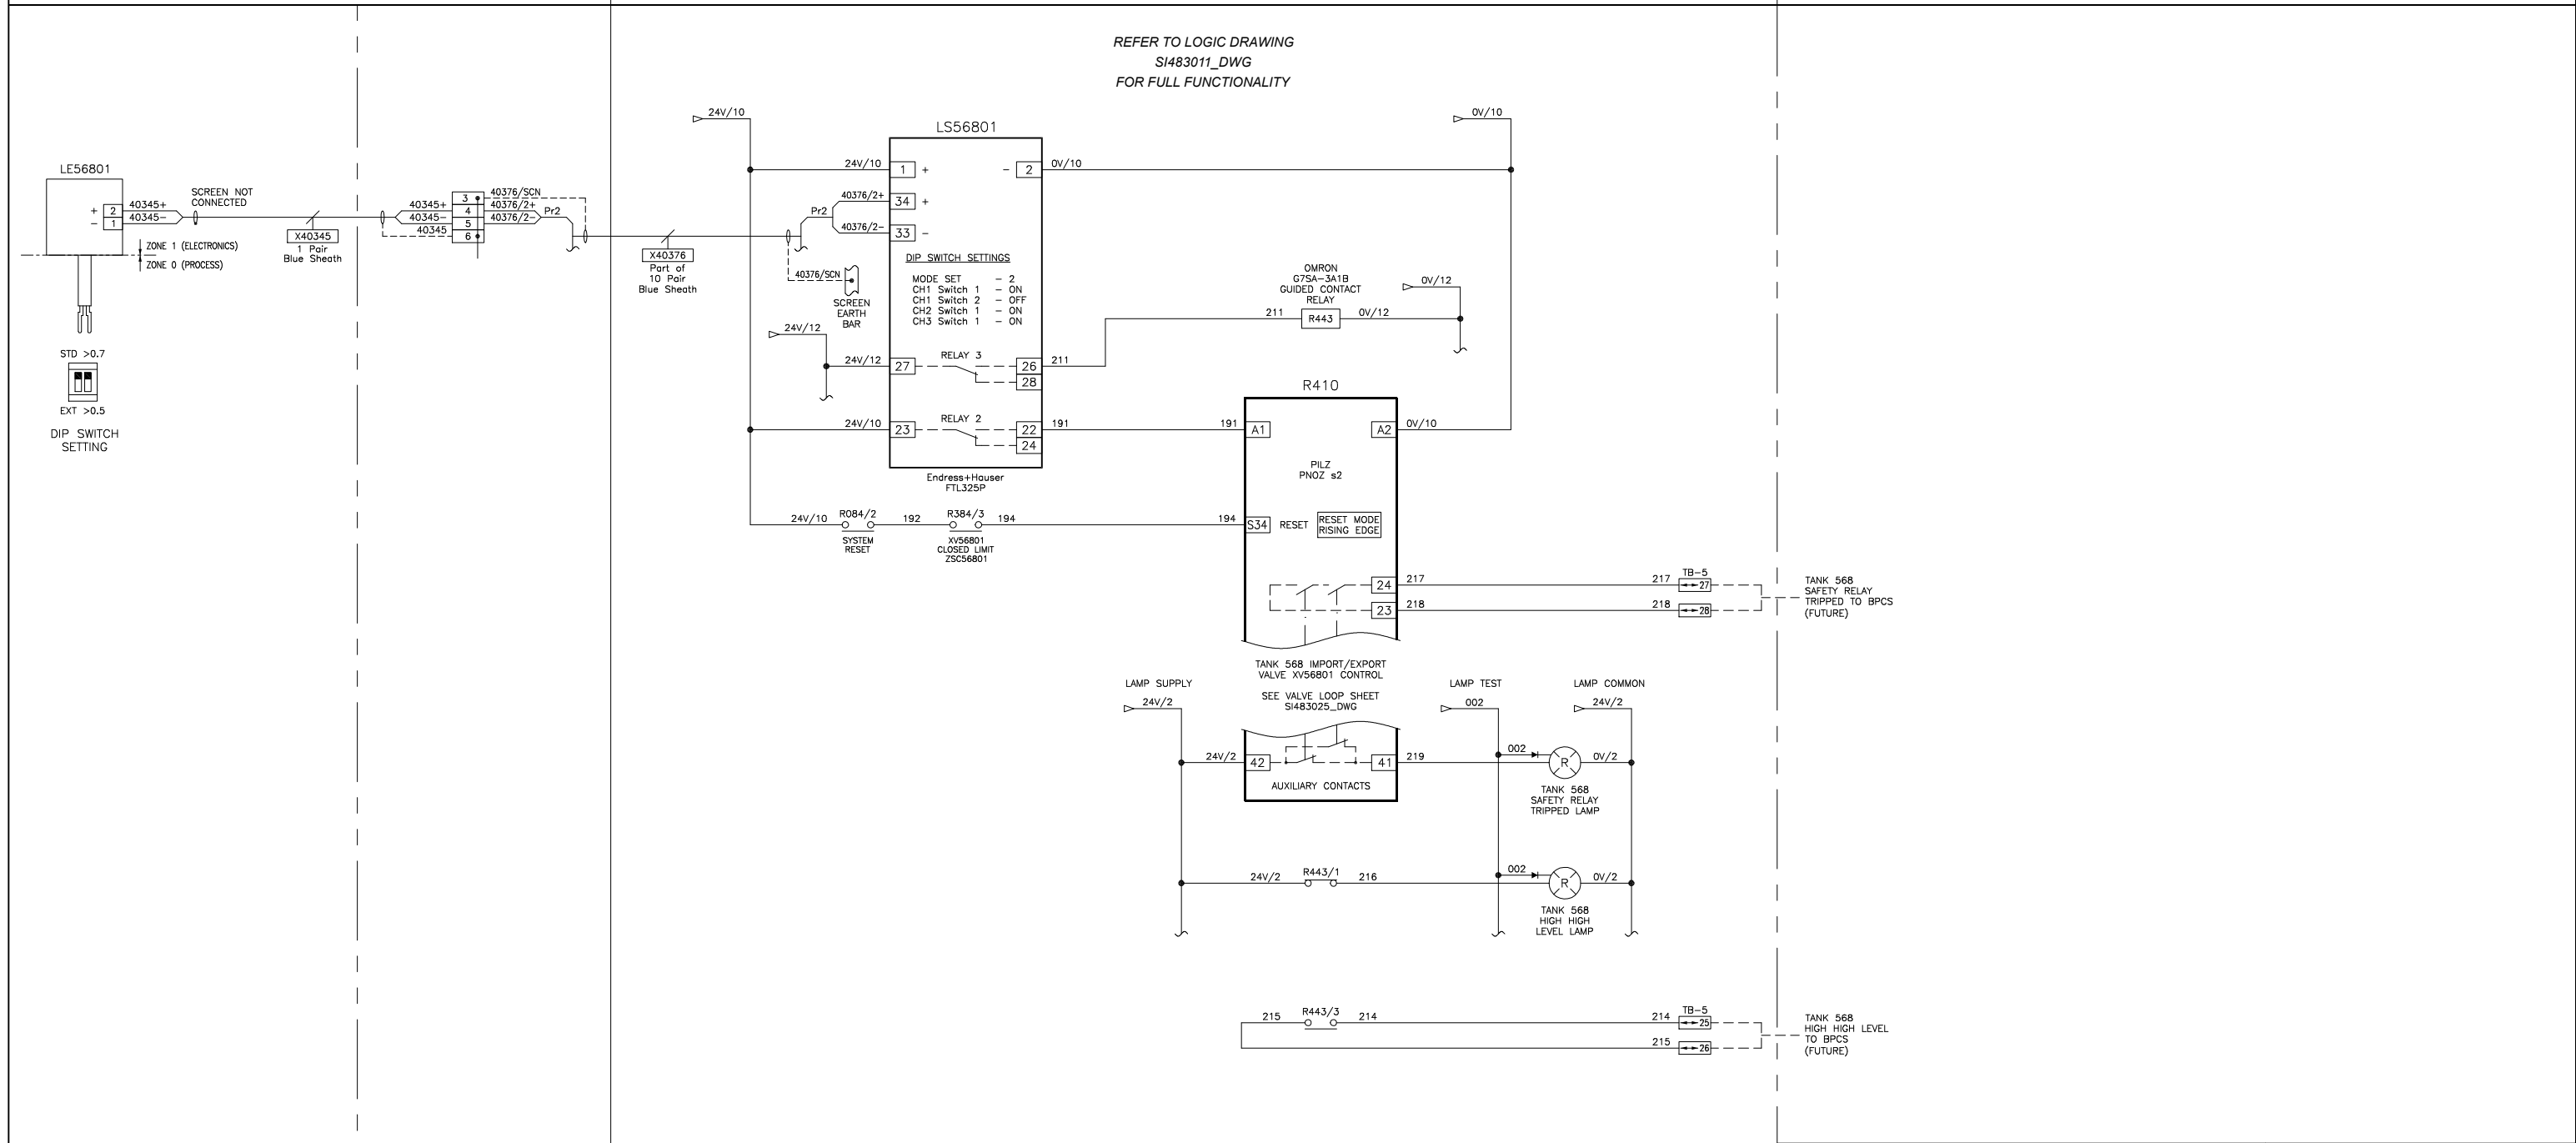 REFER TO LOGIC DRAWING
SI483011_DWG
FOR FULL FUNCTIONALITY
LE56801
+ 2 40345+
- 1 40345-
SCREEN NOT
CONNECTED
ZONE 1 (ELECTRONICS)
ZONE 0 (PROCESS)
X40345
1 Pair
Blue Sheath
STD >0.7
EXT >0.5
DIP SWITCH
SETTING
3 40376/SCN
40345+ 4 40376/2+
40345- 5 40376/2-
40345 6
Pr2
X40376
Part of
10 Pair
Blue Sheath
24V/10
Pr2
40376/2+
40376/2-
40376/SCN
SCREEN
EARTH
BAR
LS56801
24V/10 1 + - 2 0V/10
34 +
33 -
DIP SWITCH SETTINGS
MODE SET - 2
CH1 Switch 1 - ON
CH1 Switch 2 - OFF
CH2 Switch 1 - ON
CH3 Switch 1 - ON
24V/12
24V/12 27 RELAY 3 26 211
28
24V/10 23 RELAY 2 22 191
24
Endress+Hauser
FTL325P
0V/10
OMRON
G7SA-3A1B
GUIDED CONTACT
RELAY
211 R443 0V/12
0V/12
R410
191 A1 A2 0V/10
PILZ
PNOZ s2
24V/10 R084/2 192 R384/3 194
SYSTEM
RESET
XV56801
CLOSED LIMIT
ZSC56801
194 S34 RESET
RESET MODE
RISING EDGE
24 217
23 218
TB-5
217 27
218 28
TANK 568
SAFETY RELAY
TRIPPED TO BPCS
(FUTURE)
TANK 568 IMPORT/EXPORT
VALVE XV56801 CONTROL
SEE VALVE LOOP SHEET
SI483025_DWG
LAMP SUPPLY
24V/2
LAMP TEST
002
LAMP COMMON
24V/2
24V/2 42 41 219
AUXILIARY CONTACTS
002 R 0V/2
TANK 568
SAFETY RELAY
TRIPPED LAMP
24V/2 R443/1 216
002 R 0V/2
TANK 568
HIGH HIGH
LEVEL LAMP
215 R443/3 214
TB-5
214 25
215 26
TANK 568
HIGH HIGH LEVEL
TO BPCS
(FUTURE)